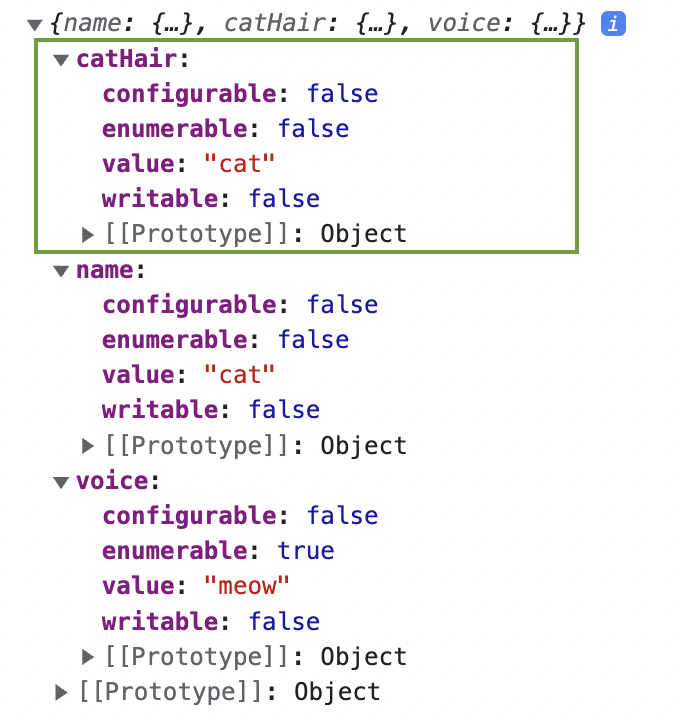 ▼{name: {…}, catHair: {…}, voice: {…}} i
▼catHair:
configurable: false
enumerable: false
value: "cat"
writable: false
▶[[Prototype]]: Object
▼name:
configurable: false
enumerable: false
value: "cat"
writable: false
▶[[Prototype]]: Object
▼voice:
configurable: false
enumerable: true
value: "meow"
writable: false
▶[[Prototype]]: Object
▶[[Prototype]]: Object